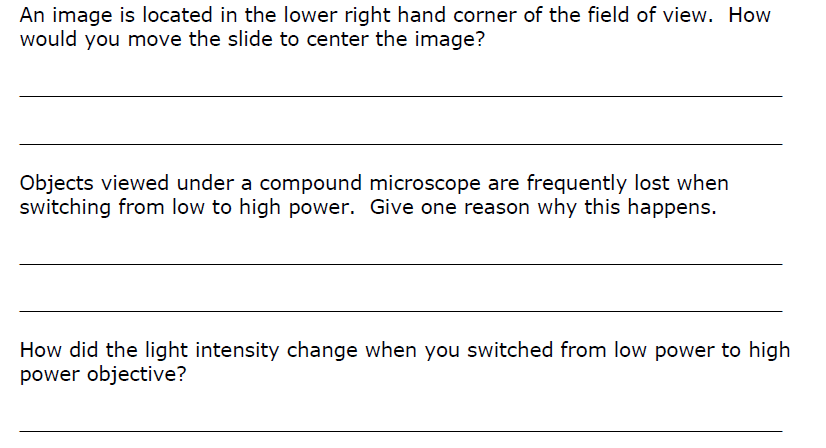 An image is located in the lower right hand corner of the field of view.  How
would you move the slide to center the image?
Objects viewed under a compound microscope are frequently lost when
switching from low to high power.  Give one reason why this happens.
How did the light intensity change when you switched from low power to high
power objective?